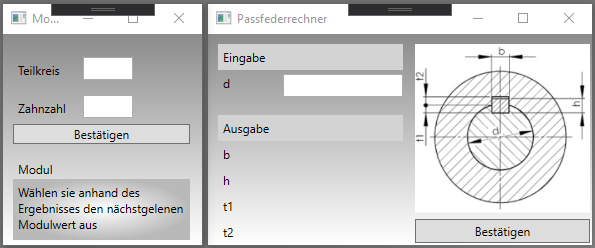 Mo...
Teilkreis
Zahnzahl
Bestätigen
Modul
Wählen sie anhand des
Ergebnisses den nächstgelenen
Modulwert aus
Passfederrechner
Eingabe
d
Ausgabe
b
h
t1
t2
b
t2
h
t1
d
Bestätigen